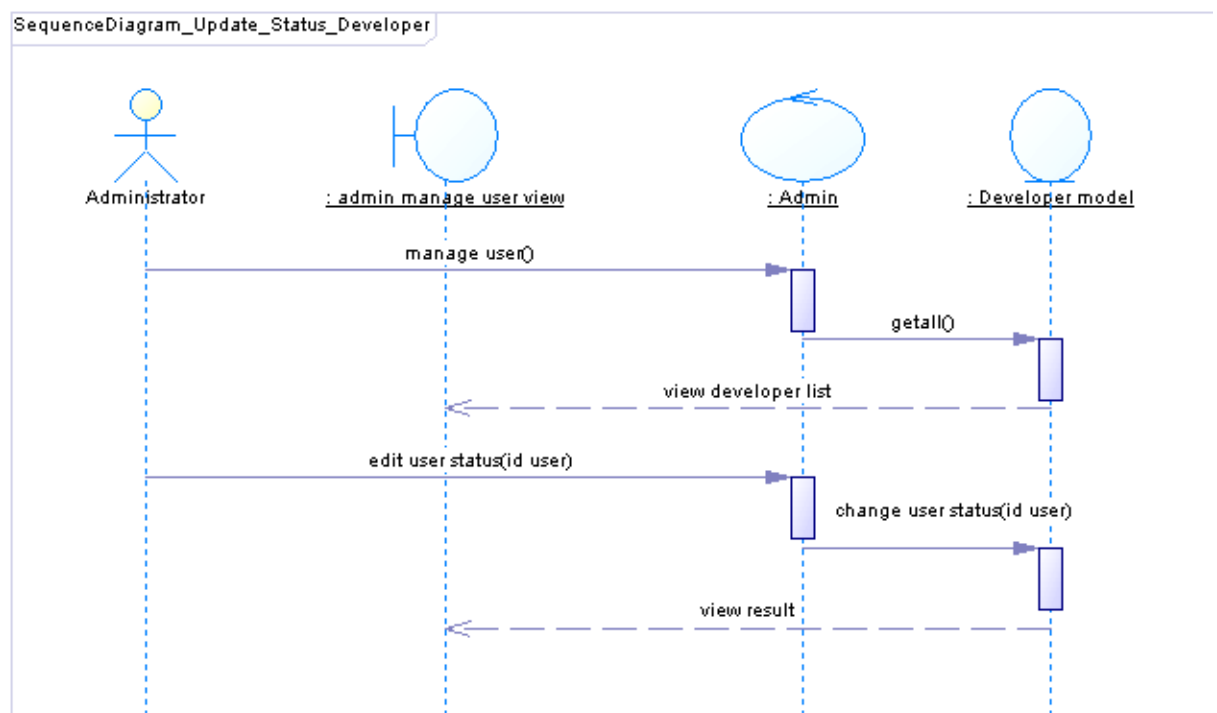 SequenceDiagram_Update_Status_Developer
Administrator
: admin manage user view
: Admin
: Developer model
manage user()
getall()
view developer list
edit user status(id user)
change user status(id user)
view result